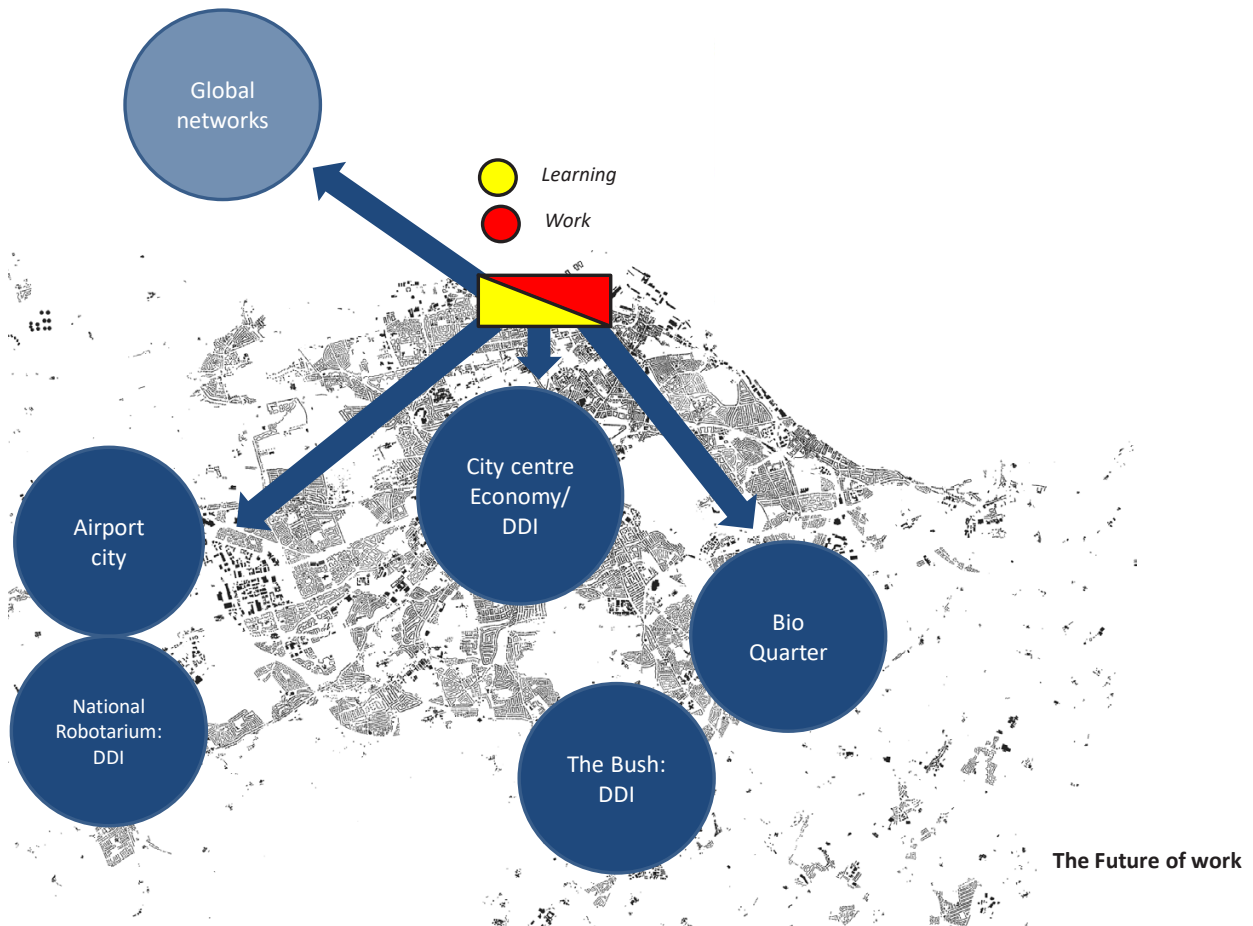 Global
networks
Learning
Work
City centre
Economy/
DDI
Airport
city
Bio
Quarter
National
Robotarium:
DDI
The Bush:
DDI
The Future of work